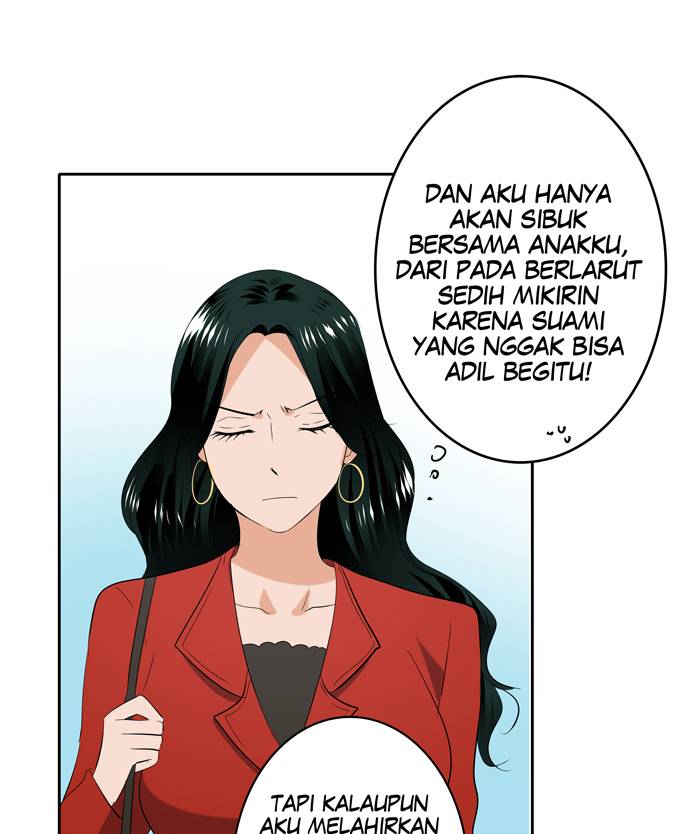 DAN AKU HANYA
AKAN SIBUK
BERSAMA ANAKKU,
DARI PADA BERLARUT
SEDIH MIKIRIN
KARENA SUAMI
YANG NGGAK BISA
ADIL BEGITU!
TAPI KALAUPUN
AKU MELAHIRKAN